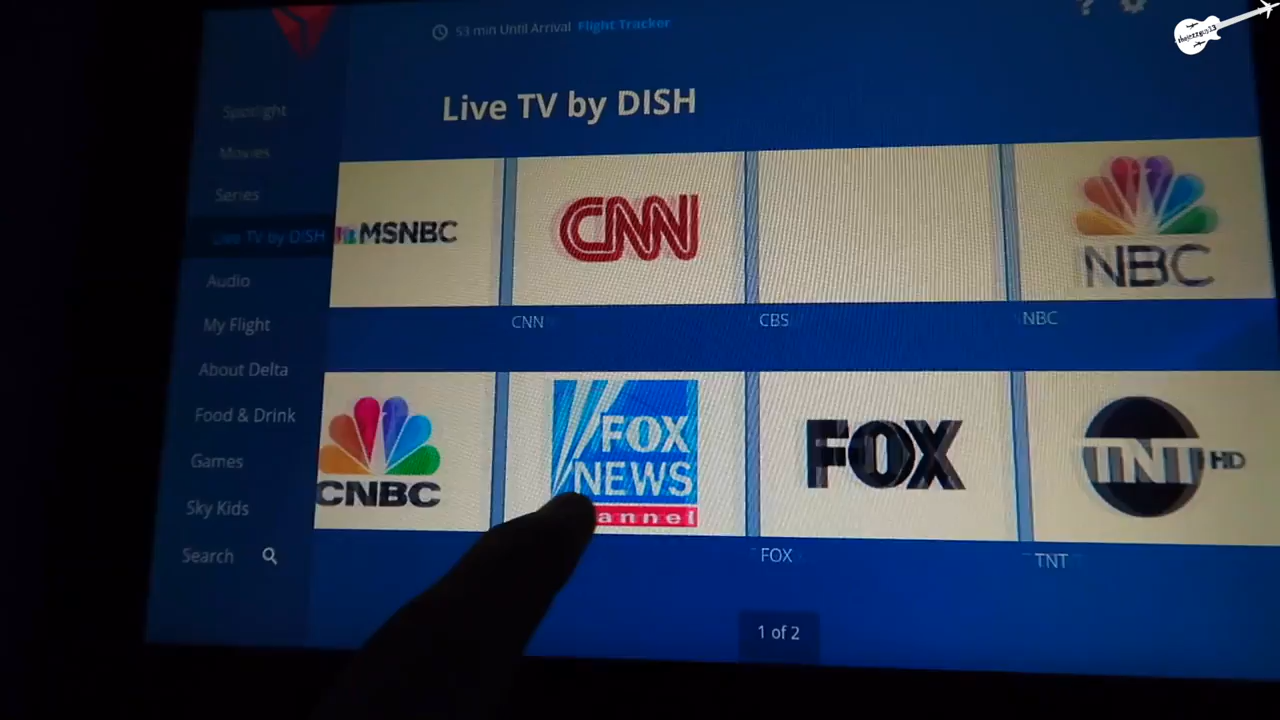 53 min Until Arrival Flight Tracker
?
thejazzguy13
Live TV by DISH
Spotlight
Movies
Series
Live TV by DISH
Audio
My Flight
About Delta
Food & Drink
Games
Sky Kids
Search
MSNBC
CNN
NBC
CNN
CBS
NBC
CNBC
FOX
NEWS
annel
FOX
TNT HD
FOX
TNT
1 of 2